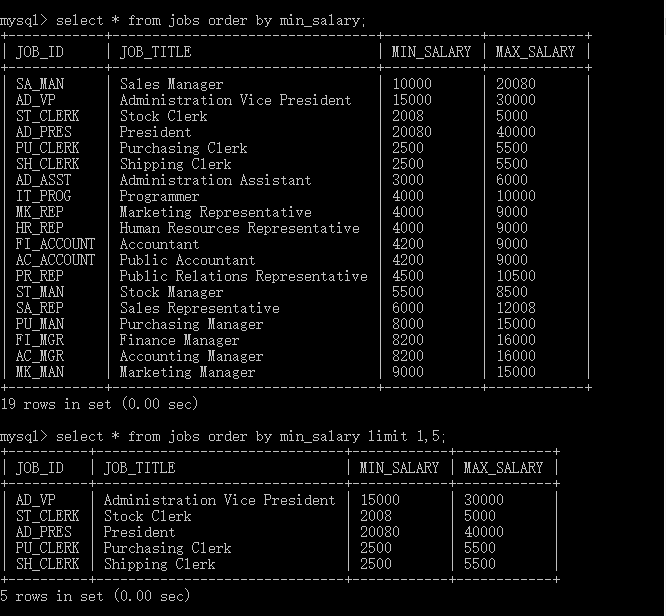 mysql> select * from jobs order by min_salary;
+------------+---------------------------------+------------+------------+
| JOB_ID | JOB_TITLE | MIN_SALARY | MAX_SALARY |
+------------+---------------------------------+------------+------------+
| SA_MAN | Sales Manager | 10000 | 20080 |
| AD_VP | Administration Vice President | 15000 | 30000 |
| ST_CLERK | Stock Clerk | 2008 | 5000 |
| AD_PRES | President | 20080 | 40000 |
| PU_CLERK | Purchasing Clerk | 2500 | 5500 |
| SH_CLERK | Shipping Clerk | 2500 | 5500 |
| AD_ASST | Administration Assistant | 3000 | 6000 |
| IT_PROG | Programmer | 4000 | 10000 |
| MK_REP | Marketing Representative | 4000 | 9000 |
| HR_REP | Human Resources Representative | 4000 | 9000 |
| FI_ACCOUNT | Accountant | 4200 | 9000 |
| AC_ACCOUNT | Public Accountant | 4200 | 9000 |
| PR_REP | Public Relations Representative | 4500 | 10500 |
| ST_MAN | Stock Manager | 5500 | 8500 |
| SA_REP | Sales Representative | 6000 | 12008 |
| PU_MAN | Purchasing Manager | 8000 | 15000 |
| FI_MGR | Finance Manager | 8200 | 16000 |
| AC_MGR | Accounting Manager | 8200 | 16000 |
| MK_MAN | Marketing Manager | 9000 | 15000 |
+------------+---------------------------------+------------+------------+
19 rows in set (0.00 sec)
mysql> select * from jobs order by min_salary limit 1,5;
+----------+-------------------------------+------------+------------+
| JOB_ID | JOB_TITLE | MIN_SALARY | MAX_SALARY |
+----------+-------------------------------+------------+------------+
| AD_VP | Administration Vice President | 15000 | 30000 |
| ST_CLERK | Stock Clerk | 2008 | 5000 |
| AD_PRES | President | 20080 | 40000 |
| PU_CLERK | Purchasing Clerk | 2500 | 5500 |
| SH_CLERK | Shipping Clerk | 2500 | 5500 |
+----------+-------------------------------+------------+------------+
5 rows in set (0.00 sec)